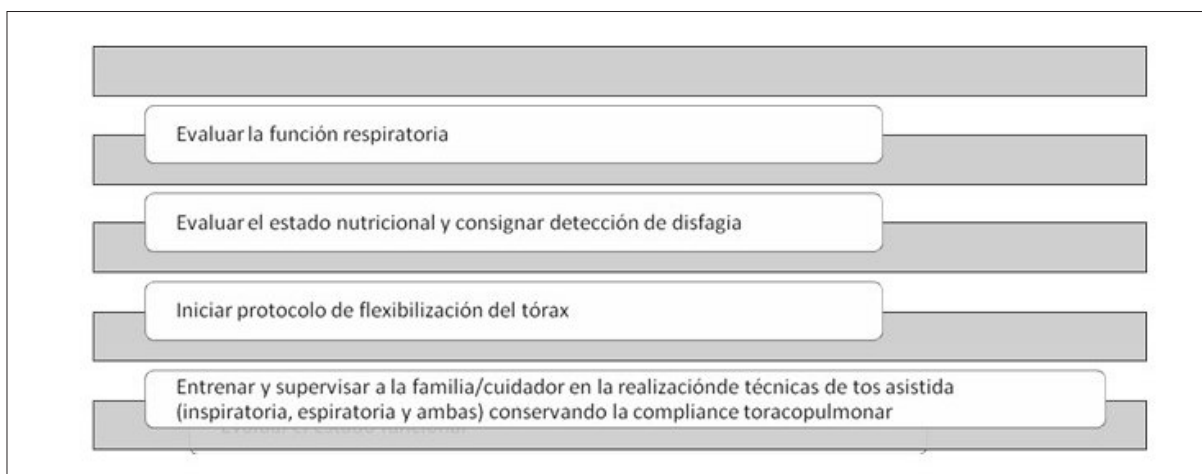 Evaluar la función respiratoria
Evaluar el estado nutricional y consignar detección de disfagia
Iniciar protocolo de flexibilización del tórax
Entrenar y supervisar a la familia/cuidador en la realizaciónde técnicas de tos asistida
(inspiratoria, espiratoria y ambas) conservando la compliance toracopulmonar